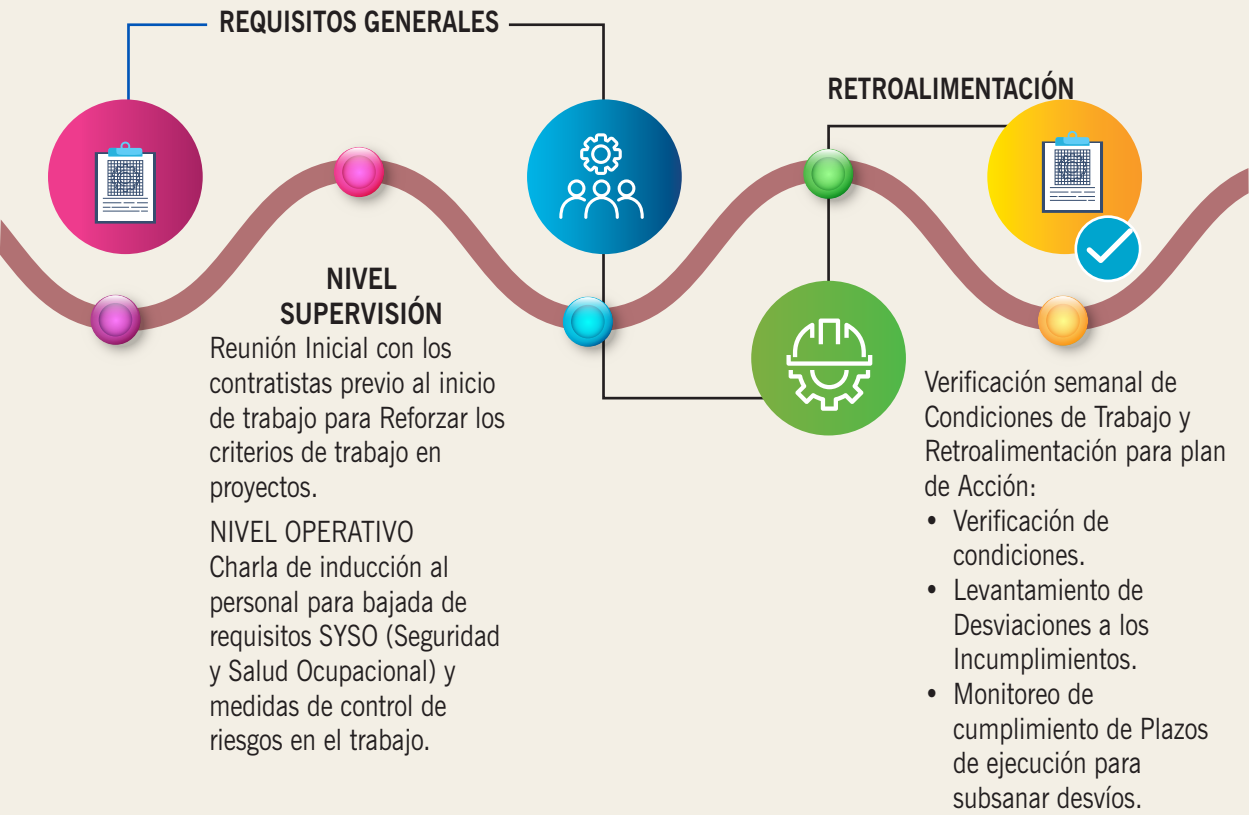 REQUISITOS GENERALES
NIVEL
SUPERVISIÓN
Reunión Inicial con los
contratistas previo al inicio
de trabajo para Reforzar los
criterios de trabajo en
proyectos.
NIVEL OPERATIVO
Charla de inducción al
personal para bajada de
requisitos SYSO (Seguridad
y Salud Ocupacional) y
medidas de control de
riesgos en el trabajo.
RETROALIMENTACIÓN
Verificación semanal de
Condiciones de Trabajo y
Retroalimentación para plan
de Acción:
• Verificación de
condiciones.
• Levantamiento de
Desviaciones a los
Incumplimientos.
• Monitoreo de
cumplimiento de Plazos
de ejecución para
subsanar desvíos.